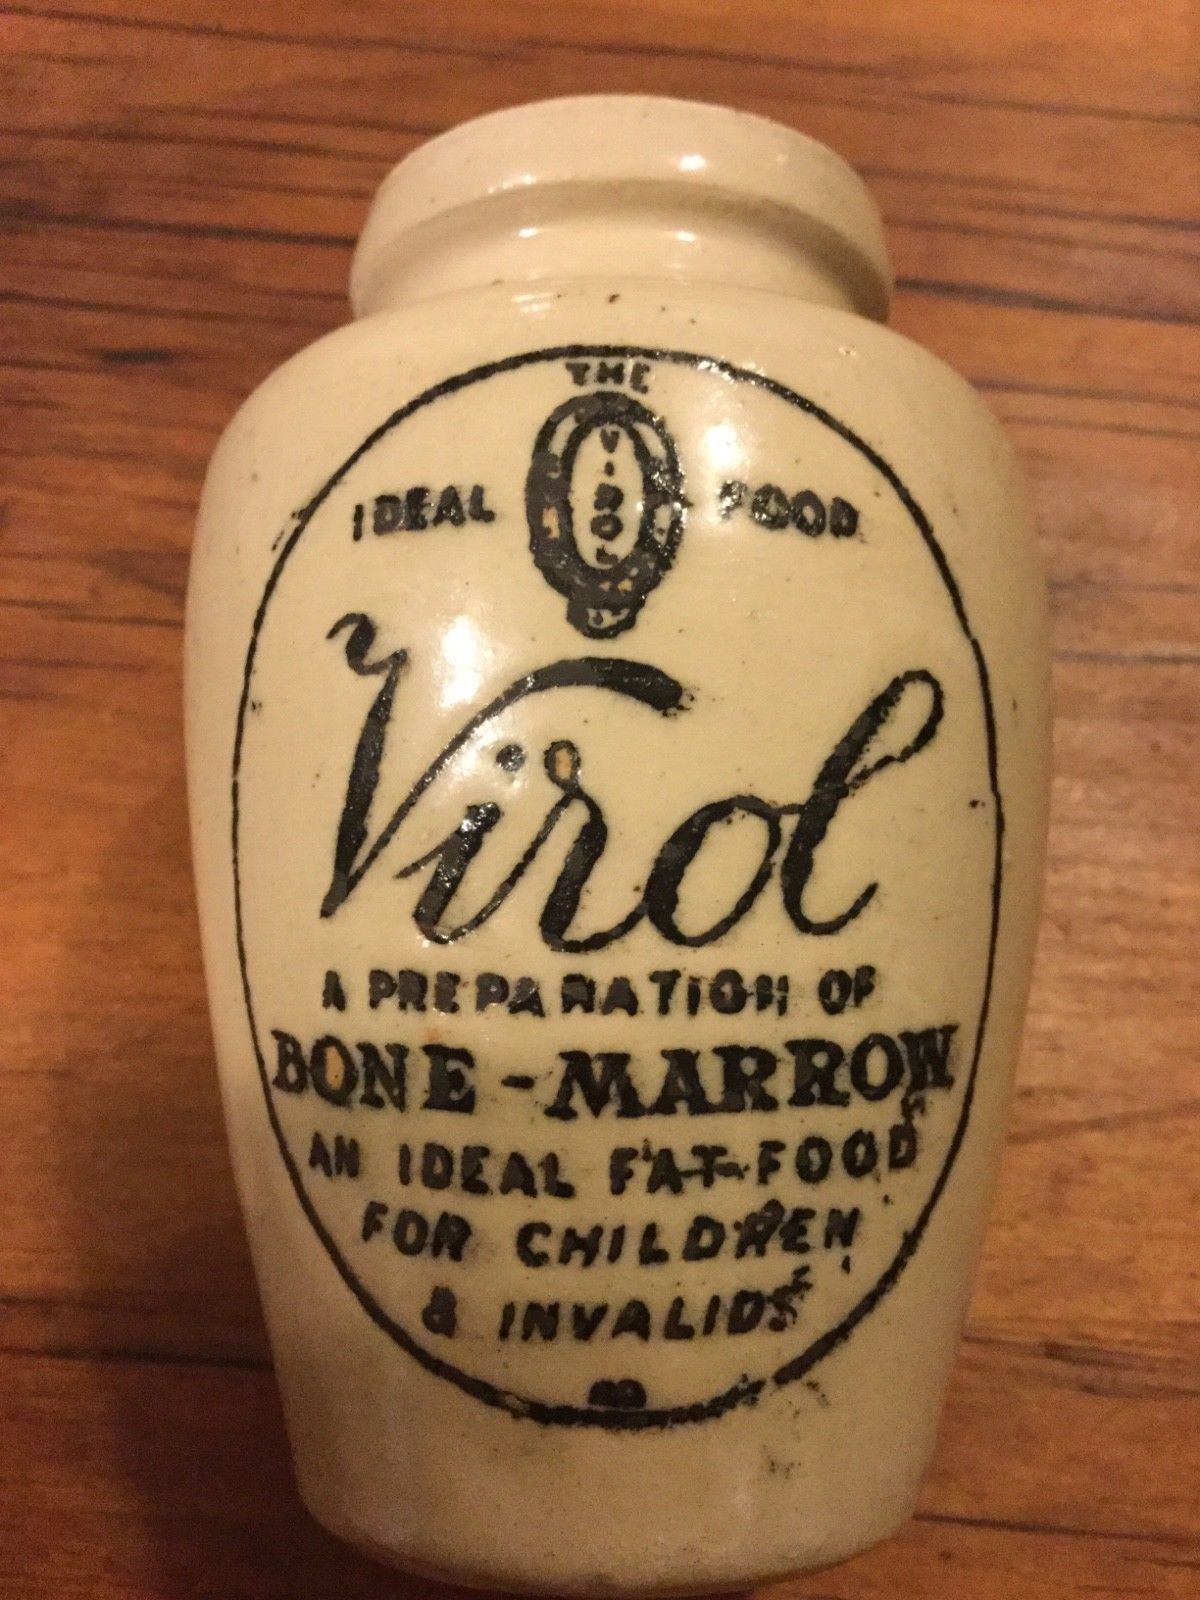 THE
IDEAL VIROL FOOD
Virol
A PREPARATION OF
BONE-MARROW
AN IDEAL FAT-FOOD
FOR CHILDREN
& INVALIDS